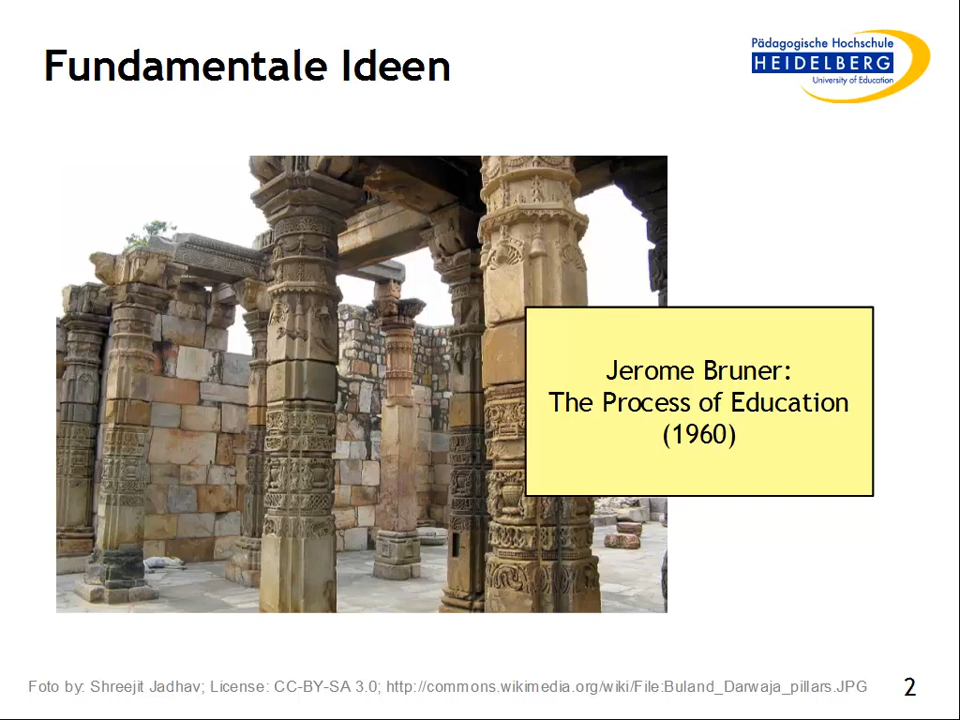 Fundamentale Ideen
Pädagogische Hochschule
HEIDELBERG
University of Education
Jerome Bruner:
The Process of Education
(1960)
Foto by: Shreejit Jadhav; License: CC-BY-SA 3.0; http://commons.wikimedia.org/wiki/File:Buland_Darwaja_pillars.JPG
2